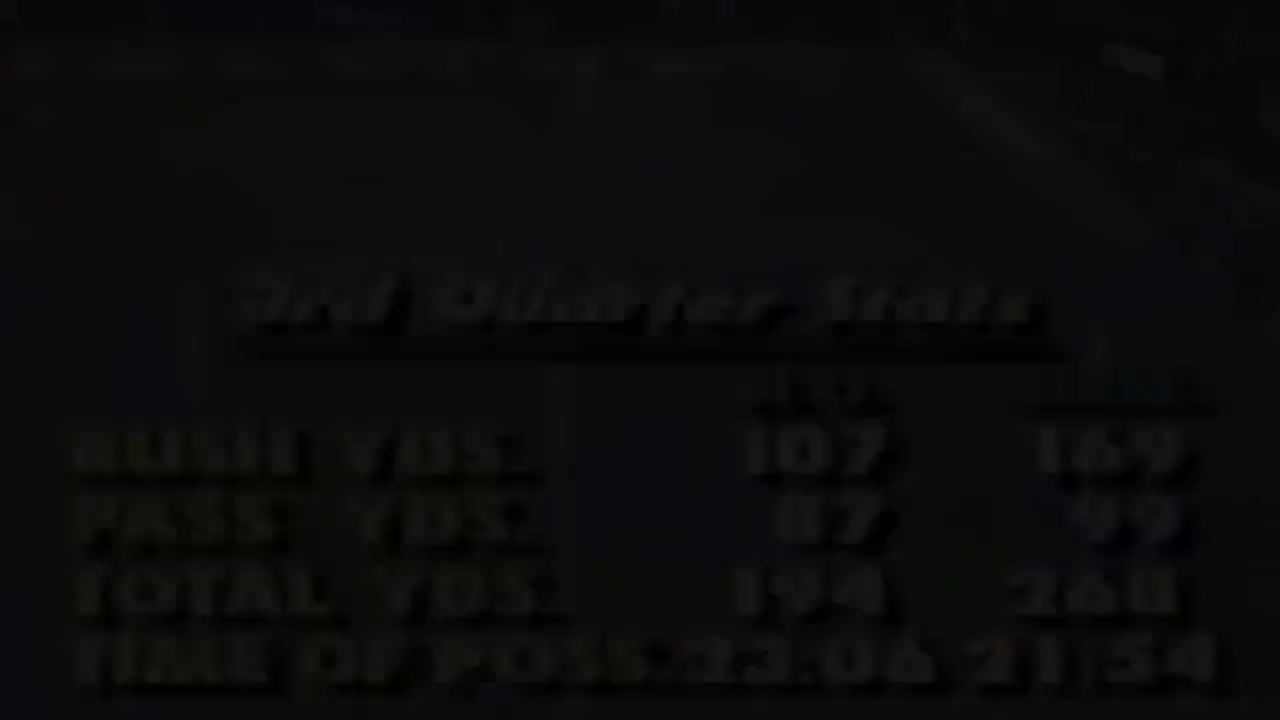 3rd Quarter Stats
RUSH YDS: 107 169
PASS YDS: 87 99
TOTAL YDS: 194 268
TIME OF POSS: 23:06 21:54